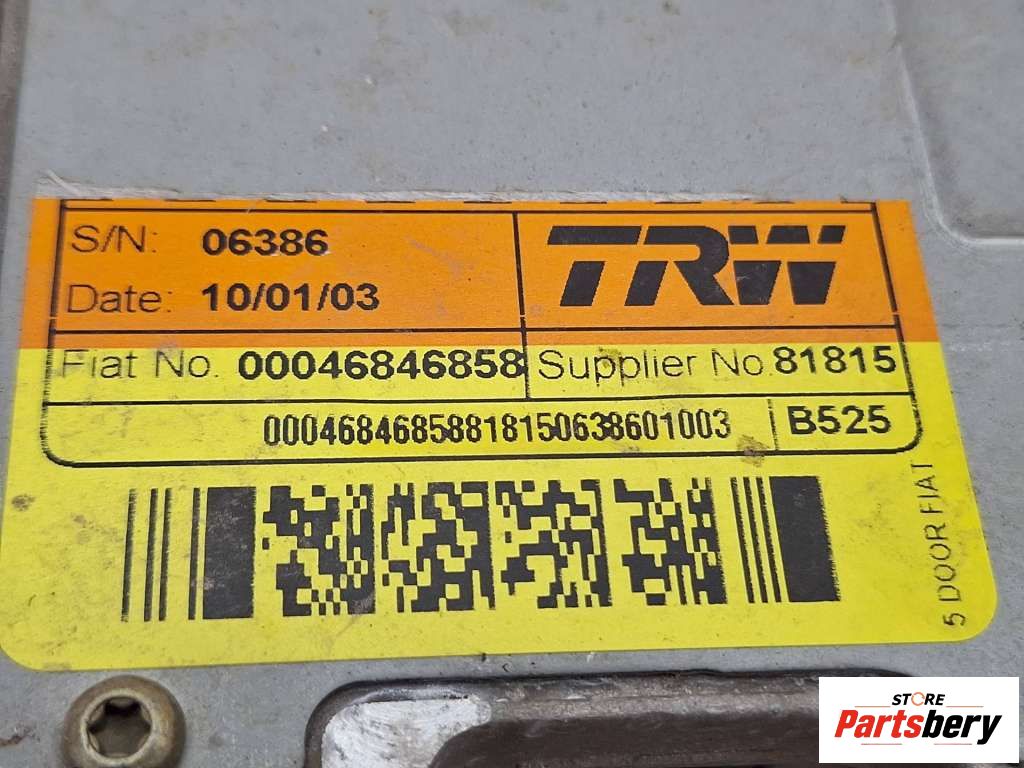 S/N: 06386
TRW
Date: 10/01/03
Fiat No. 00046846858 Supplier No. 81815
00046846858818150638601003 B525
5 DOOR FIAT
STORE
Partsbery